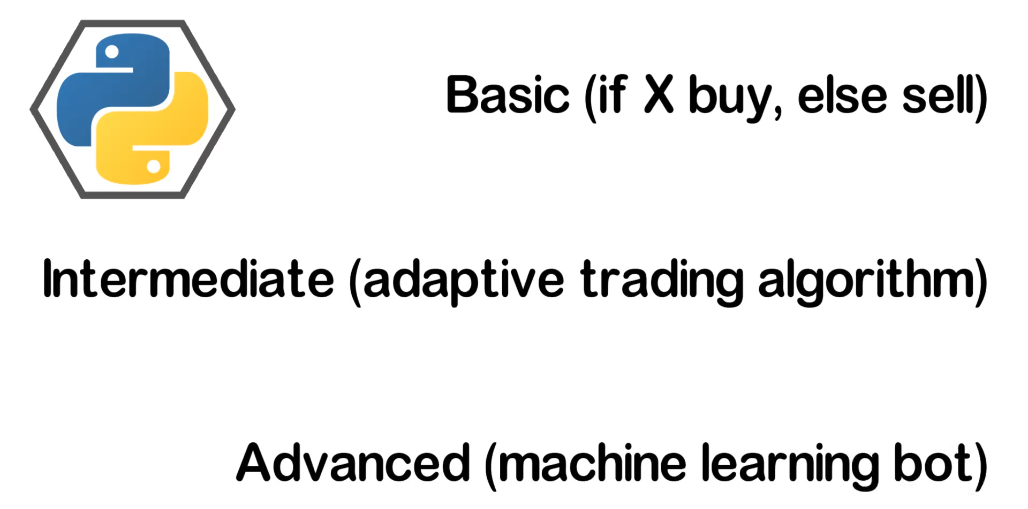 Basic (if X buy, else sell)
Intermediate (adaptive trading algorithm)
Advanced (machine learning bot)